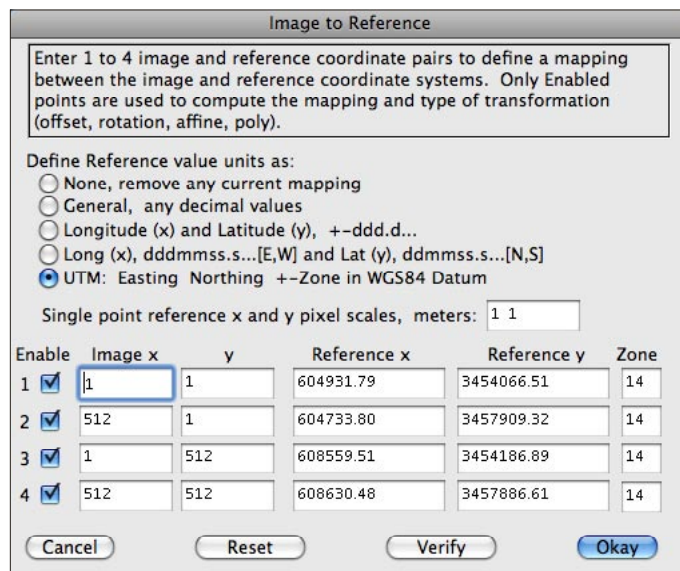 Image to Reference
Enter 1 to 4 image and reference coordinate pairs to define a mapping
between the image and reference coordinate systems.  Only Enabled
points are used to compute the mapping and type of transformation
(offset, rotation, affine, poly).
Define Reference value units as:
None, remove any current mapping
General,  any decimal values
Longitude (x) and Latitude (y),  +-ddd.d...
Long (x), dddmmss.s...[E,W] and Lat (y), ddmmss.s...[N,S]
UTM:  Easting  Northing  +-Zone in WGS84 Datum
Single point reference x and y pixel scales,  meters: 1 1
Enable Image x y Reference x Reference y Zone
1 1 1 604931.79 3454066.51 14
2 512 1 604733.80 3457909.32 14
3 1 512 608559.51 3454186.89 14
4 512 512 608630.48 3457886.61 14
Cancel Reset Verify Okay